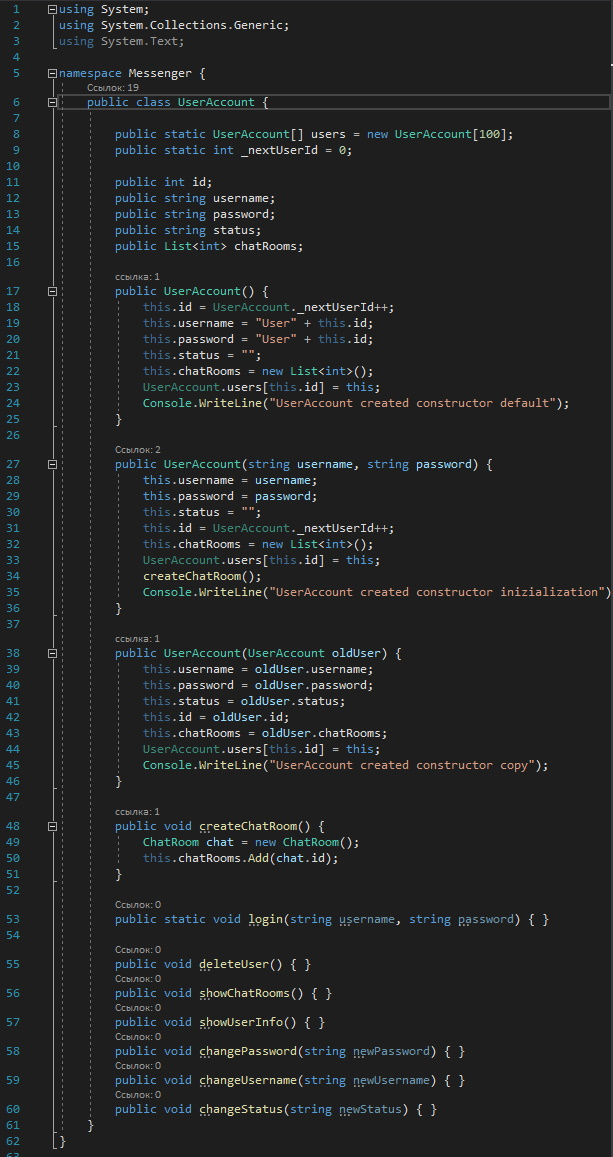 1 using System;
2 using System.Collections.Generic;
3 using System.Text;
4
5 namespace Messenger {
Ссылок: 19
6 public class UserAccount {
7
8 public static UserAccount[] users = new UserAccount[100];
9 public static int _nextUserId = 0;
10
11 public int id;
12 public string username;
13 public string password;
14 public string status;
15 public List<int> chatRooms;
16
ссылка: 1
17 public UserAccount() {
18 this.id = UserAccount._nextUserId++;
19 this.username = "User" + this.id;
20 this.password = "User" + this.id;
21 this.status = "";
22 this.chatRooms = new List<int>();
23 UserAccount.users[this.id] = this;
24 Console.WriteLine("UserAccount created constructor default");
25 }
26
Ссылок: 2
27 public UserAccount(string username, string password) {
28 this.username = username;
29 this.password = password;
30 this.status = "";
31 this.id = UserAccount._nextUserId++;
32 this.chatRooms = new List<int>();
33 UserAccount.users[this.id] = this;
34 createChatRoom();
35 Console.WriteLine("UserAccount created constructor inizialization")
36 }
37
ссылка: 1
38 public UserAccount(UserAccount oldUser) {
39 this.username = oldUser.username;
40 this.password = oldUser.password;
41 this.status = oldUser.status;
42 this.id = oldUser.id;
43 this.chatRooms = oldUser.chatRooms;
44 UserAccount.users[this.id] = this;
45 Console.WriteLine("UserAccount created constructor copy");
46 }
47
ссылка: 1
48 public void createChatRoom() {
49 ChatRoom chat = new ChatRoom();
50 this.chatRooms.Add(chat.id);
51 }
52
Ссылок: 0
53 public static void login(string username, string password) { }
54
Ссылок: 0
55 public void deleteUser() { }
Ссылок: 0
56 public void showChatRooms() { }
Ссылок: 0
57 public void showUserInfo() { }
Ссылок: 0
58 public void changePassword(string newPassword) { }
Ссылок: 0
59 public void changeUsername(string newUsername) { }
Ссылок: 0
60 public void changeStatus(string newStatus) { }
61 }
62 }
63